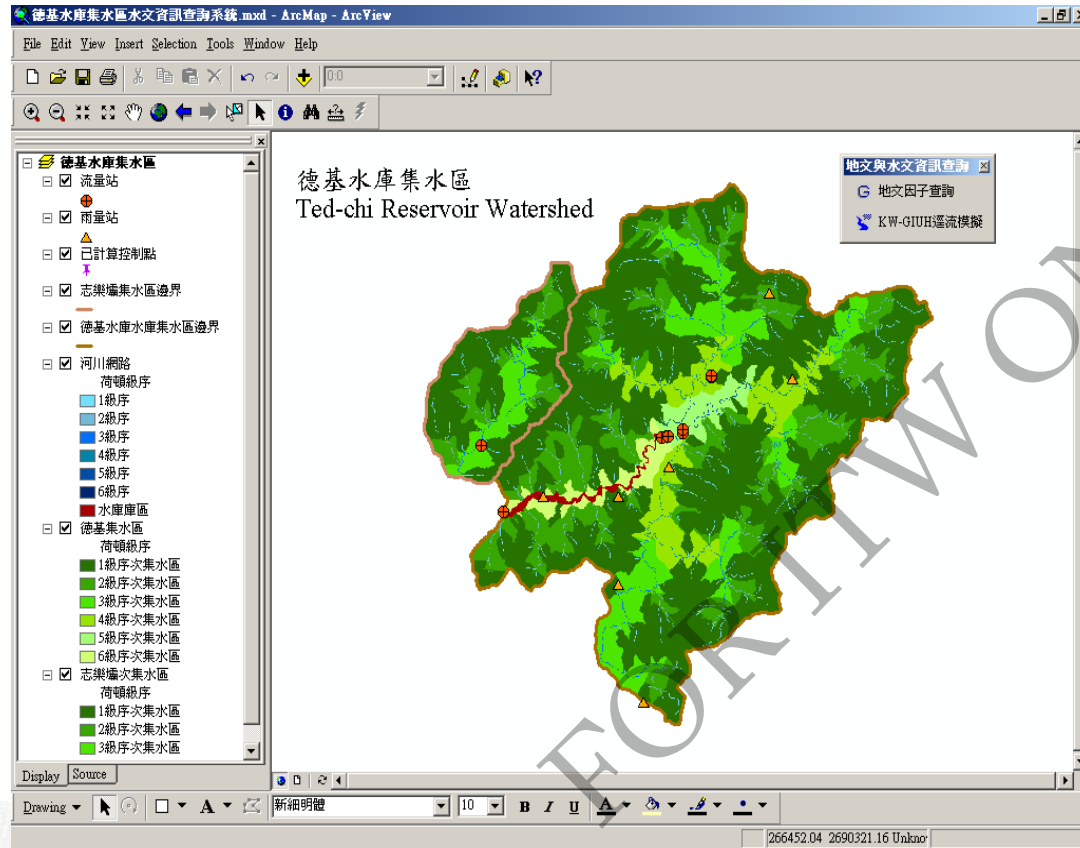 德基水庫集水區水文資訊查詢系統.mxd - ArcMap - ArcView
File Edit View Insert Selection Tools Window Help
0:0
德基水庫集水區
流量站
雨量站
已計算控制點
志樂壩集水區邊界
德基水庫水庫集水區邊界
河川網路
荷頓級序
1級序
2級序
3級序
4級序
5級序
6級序
水庫庫區
德基集水區
荷頓級序
1級序次集水區
2級序次集水區
3級序次集水區
4級序次集水區
5級序次集水區
6級序次集水區
志樂壩次集水區
荷頓級序
1級序次集水區
2級序次集水區
3級序次集水區
Display Source
德基水庫集水區
Ted-chi Reservoir Watershed
地文與水文資訊查詢
地文因子查詢
KW-GIUH逕流模擬
FORTTW ON
Drawing A 新細明體 10 B I U A
266452.04 2690321.16 Unkno